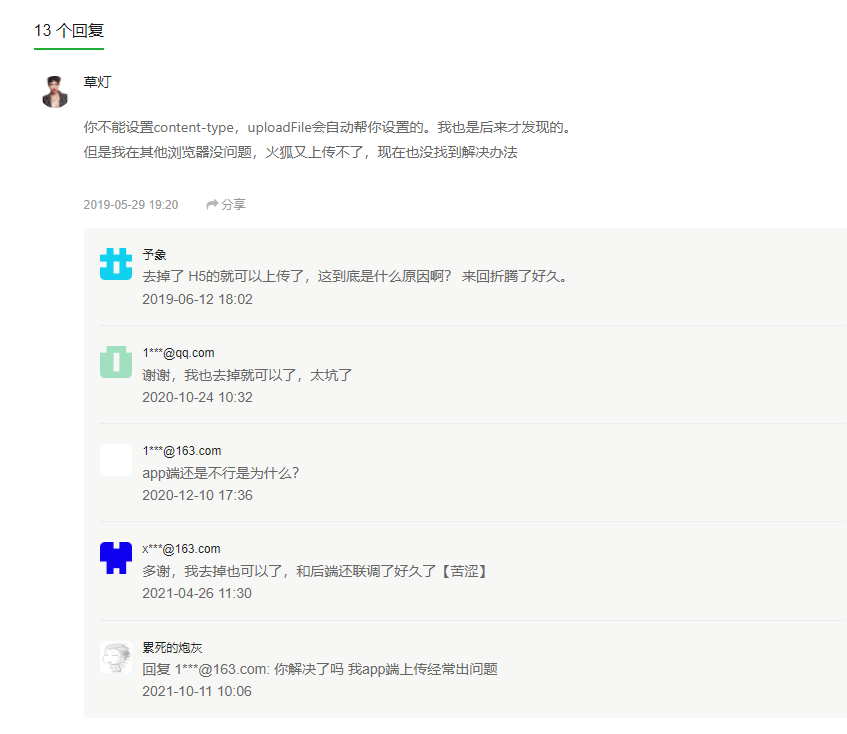 13 个回复
草灯
你不能设置content-type，uploadFile会自动帮你设置的。我也是后来才发现的。
但是我在其他浏览器没问题，火狐又上传不了，现在也没找到解决办法
2019-05-29 19:20 分享
予象
去掉了 H5的就可以上传了，这到底是什么原因啊？ 来回折腾了好久。
2019-06-12 18:02
1***@qq.com
谢谢，我也去掉就可以了，太坑了
2020-10-24 10:32
1***@163.com
app端还是不行是为什么？
2020-12-10 17:36
x***@163.com
多谢，我去掉也可以了，和后端还联调了好久了【苦涩】
2021-04-26 11:30
累死的炮灰
回复 1***@163.com: 你解决了吗 我app端上传经常出问题
2021-10-11 10:06